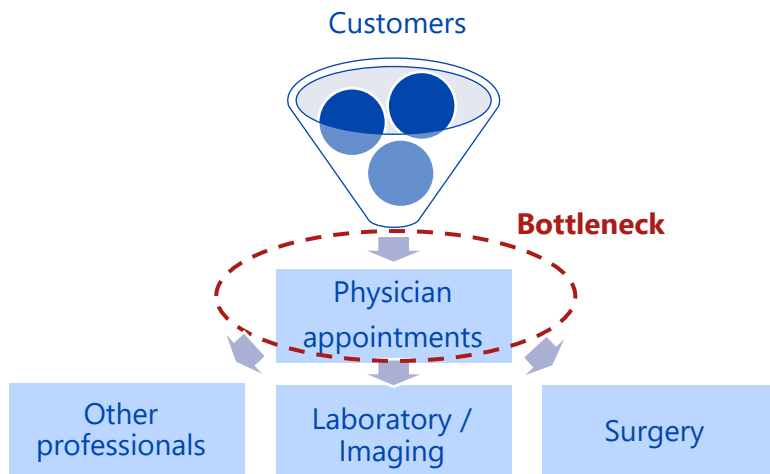 Customers
Bottleneck
Physician
appointments
Other
professionals
Laboratory /
Imaging
Surgery